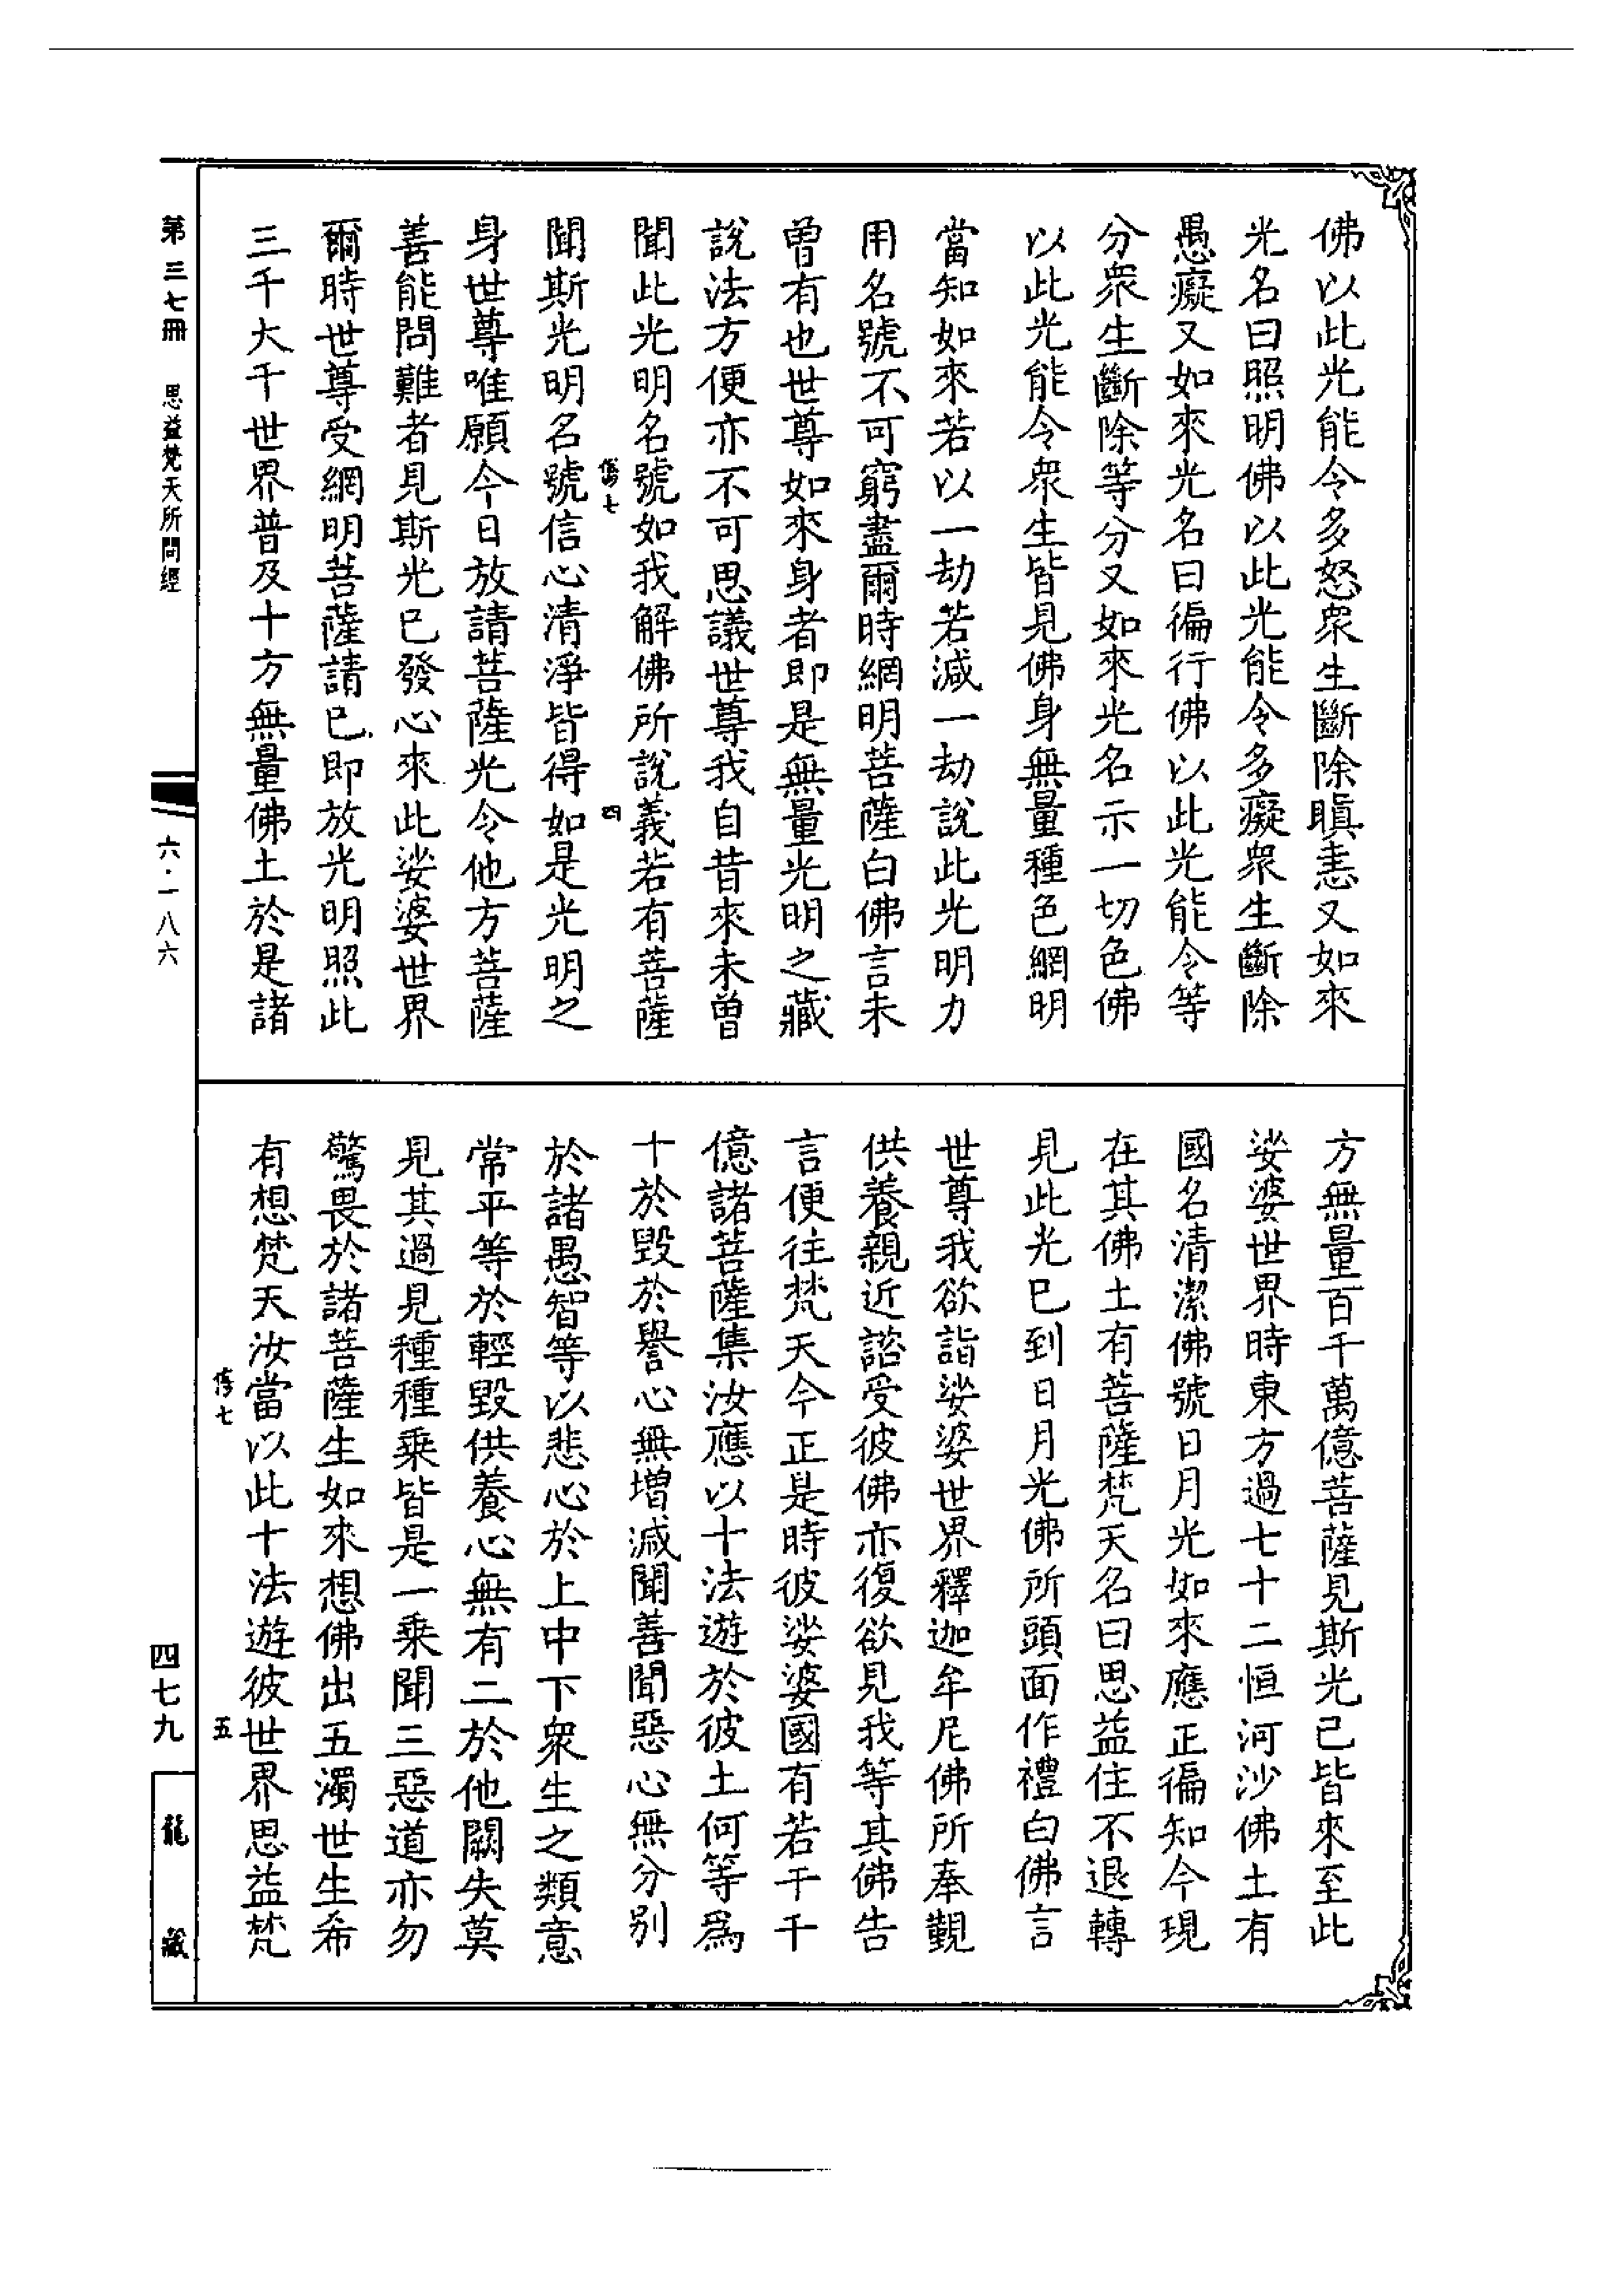 佛以此光能令多怒眾生斷除瞋恚又如來
光名曰照明佛以此光能令多癡眾生斷除
愚癡又如來光名曰徧行佛以此光能令等
分眾生斷除等分又如來光名示一切色佛
以此光能令眾生皆見佛身無量種色網明
當知如來若以一劫若減一劫說此光明力
用名號不可窮盡爾時網明菩薩白佛言未
曾有也世尊如來身者即是無量光明之藏
說法方便亦不可思議世尊我自昔來未曾
聞此光明名號如我解佛所說義若有菩薩
四
聞斯光明名號信心清淨皆得如是光明之
身世尊唯願今日放請菩薩光令他方菩薩
善能問難者見斯光已發心來此娑婆世界
爾時世尊受網明菩薩請已即放光明照此
三千大千世界普及十方無量佛土於是諸
方無量百千萬億菩薩見斯光已皆來至此
娑婆世界時東方過七十二恒河沙佛土有
國名清潔佛號日月光如來應正徧知今現
在其佛土有菩薩梵天名曰思益住不退轉
見此光已到日月光佛所頭面作禮白佛言
世尊我欲詣娑婆世界釋迦牟尼佛所奉覲
供養親近諮受彼佛亦復欲見我等其佛告
言便往梵天今正是時彼娑婆國有若干千
億諸菩薩集汝應以十法遊於彼土何等為
十於毀於譽心無增減聞善聞惡心無分別
於諸愚智等以悲心於上中下眾生之類意
常平等於輕毀供養心無有二於他闕失莫
見其過見種種乘皆是一乘聞三惡道亦勿
驚畏於諸菩薩生如來想佛出五濁世生希
有想梵天汝當以此十法遊彼世界思益梵
五
第三七冊 思益梵天所問經
六·一八六
四七九
龍藏